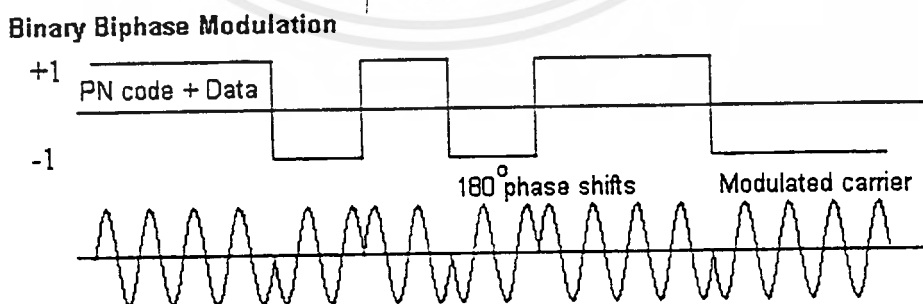 Binary Biphase Modulation
+1
PN code + Data
-1
180° phase shifts
Modulated carrier